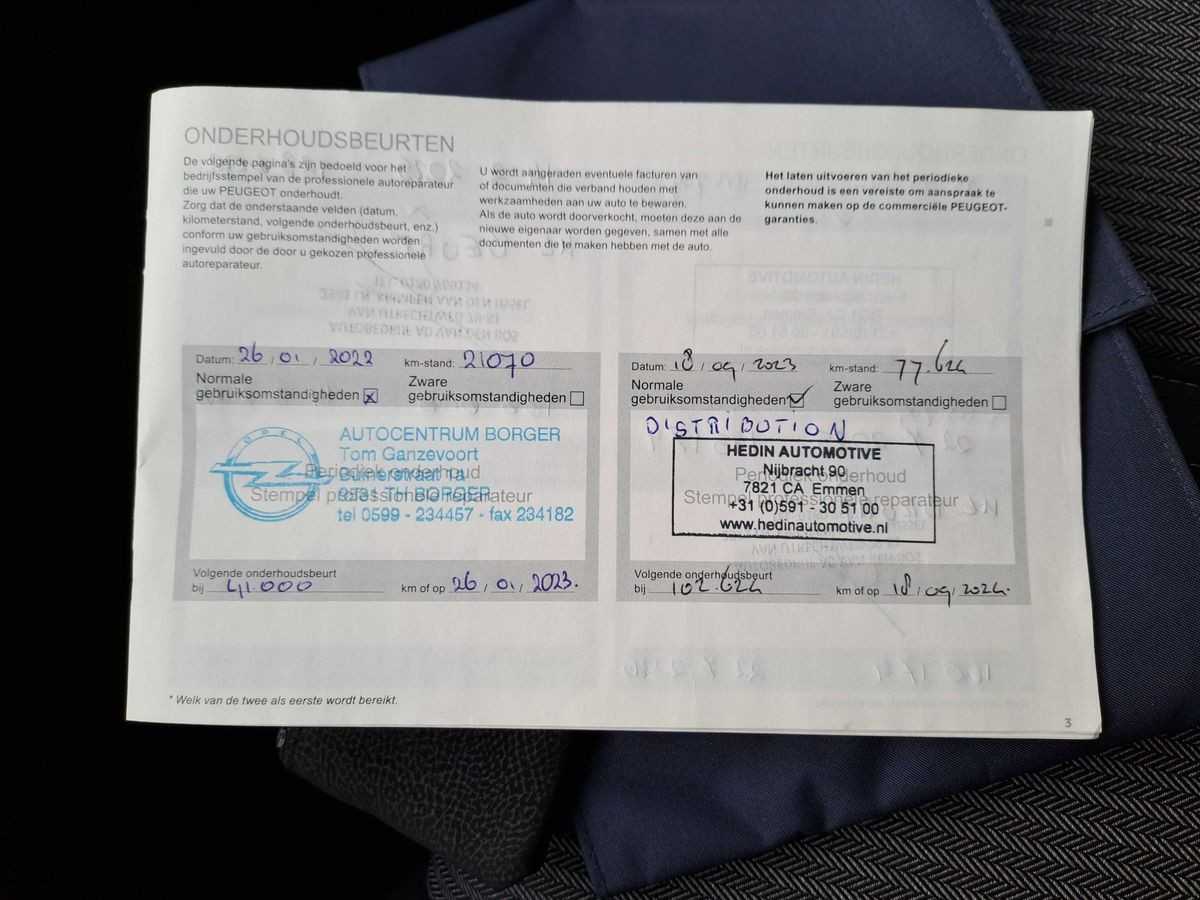 ONDERHOUDSBEURTEN
De volgende pagina's zijn bedoeld voor het
bedrijfsstempel van de professionele autoreparateur
die uw PEUGEOT onderhoudt.
Zorg dat de onderstaande velden (datum,
kilometerstand, volgende onderhoudsbeurt, enz.)
conform uw gebruiksomstandigheden worden
ingevuld door de door u gekozen professionele
autoreparateur.
U wordt aangeraden eventuele facturen van
of documenten die verband houden met
werkzaamheden aan uw auto te bewaren.
Als de auto wordt doorverkocht, moeten deze aan de
nieuwe eigenaar worden gegeven, samen met alle
documenten die te maken hebben met de auto.
Het laten uitvoeren van het periodieke
onderhoud is een vereiste om aanspraak te
kunnen maken op de commerciële PEUGEOT-
garanties.
Datum: 26 / 01 / 2022 km-stand: 21070
Normale
gebruiksomstandigheden x
Zware
gebruiksomstandigheden
OPEL
AUTOCENTRUM BORGER
Tom Ganzevoort
1a
9531 TH BORGER
tel 0599 - 234457 - fax 234182
Periodiek onderhoud
Stempel professionele reparateur
Volgende onderhoudsbeurt
bij 41.000 km of op 26 / 01 / 2023.
Datum: 18 / 09 / 2023 km-stand: 77.624
Normale
gebruiksomstandigheden
Zware
gebruiksomstandigheden
DISTRIBUTION
HEDIN AUTOMOTIVE
Nijbracht 90
7821 CA Emmen
+31 (0)591 - 30 51 00
www.hedinautomotive.nl
Periodiek onderhoud
Stempel professionele reparateur
Volgende onderhoudsbeurt
bij 102.624 km of op 18 / 09 / 2024.
* Welk van de twee als eerste wordt bereikt.
3